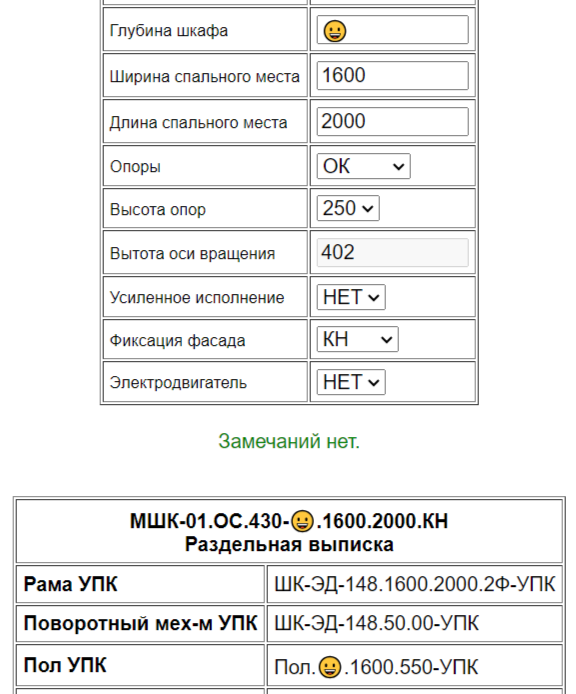 Глубина шкафа 😀
Ширина спального места 1600
Длина спального места 2000
Опоры ОК
Высота опор 250
Вытота оси вращения 402
Усиленное исполнение НЕТ
Фиксация фасада КН
Электродвигатель НЕТ
Замечаний нет.
МШК-01.ОС.430-😀.1600.2000.КН
Раздельная выписка
Рама УПК ШК-ЭД-148.1600.2000.2Ф-УПК
Поворотный мех-м УПК ШК-ЭД-148.50.00-УПК
Пол УПК Пол.😀.1600.550-УПК